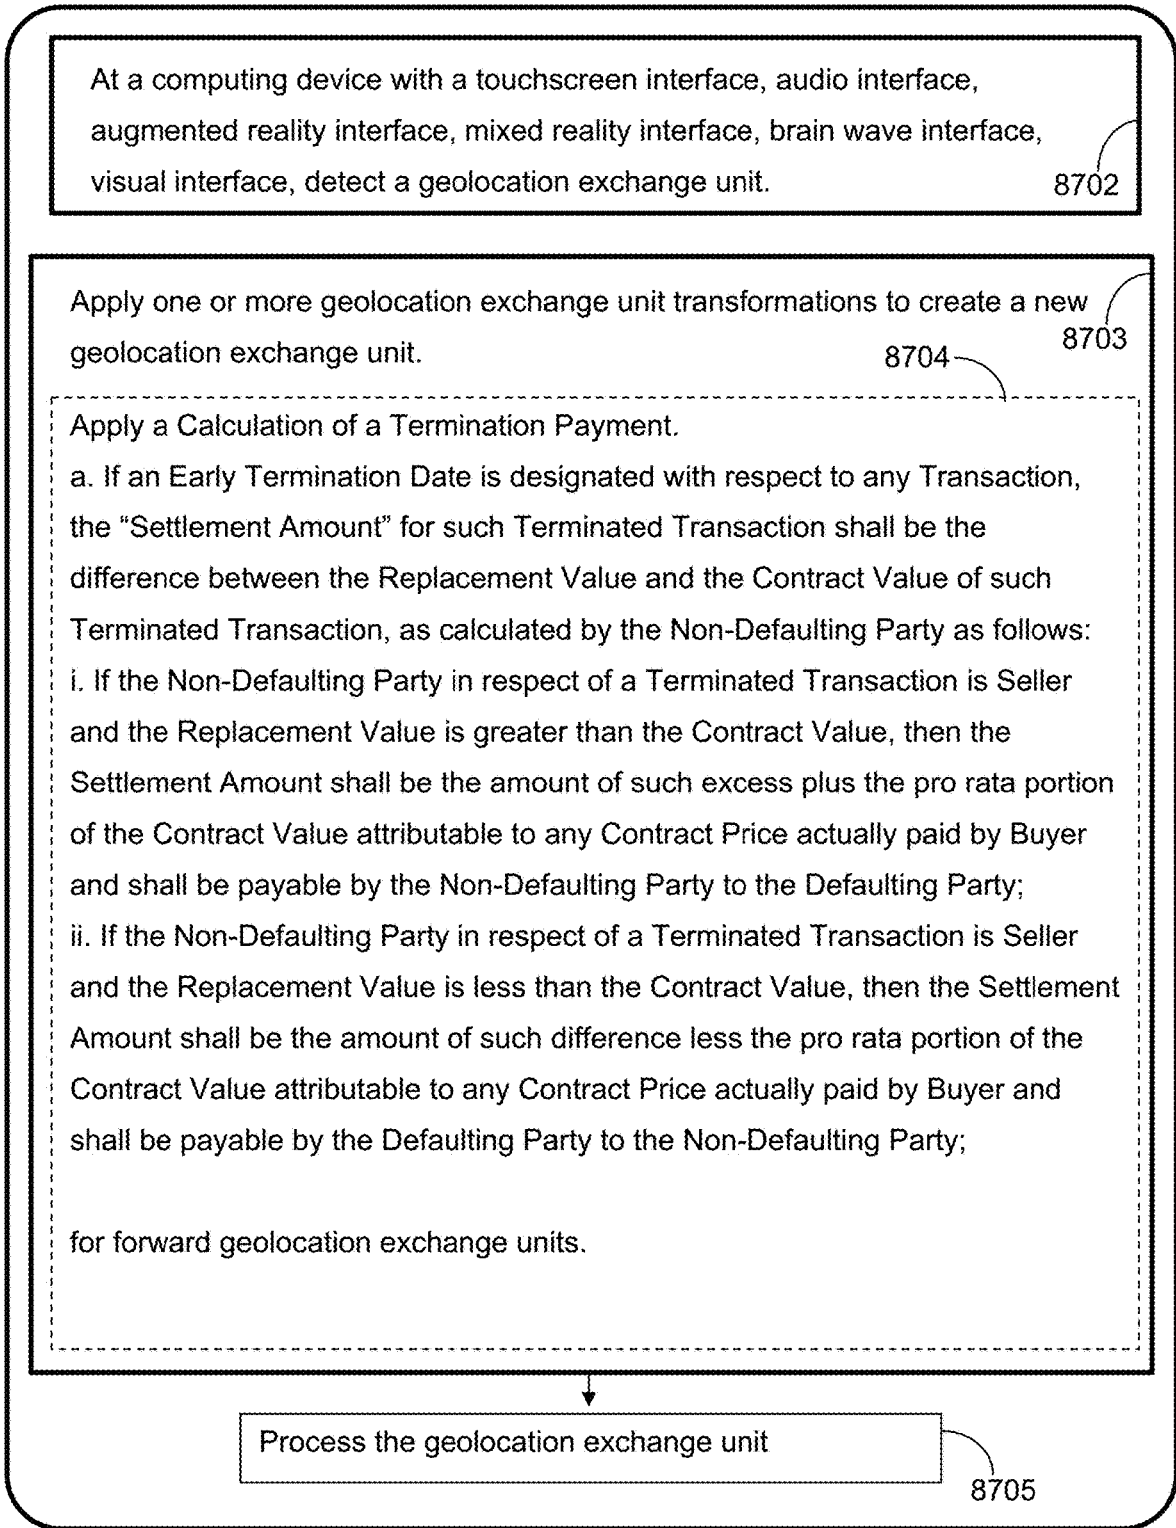 At a computing device with a touchscreen interface, audio interface,
augmented reality interface, mixed reality interface, brain wave interface,
visual interface, detect a geolocation exchange unit.
8702
Apply one or more geolocation exchange unit transformations to create a new
8703
geolocation exchange unit.
8704
Apply a Calculation of a Termination Payment.
a. If an Early Termination Date is designated with respect to any Transaction,
the “Settlement Amount” for such Terminated Transaction shall be the
difference between the Replacement Value and the Contract Value of such
Terminated Transaction, as calculated by the Non-Defaulting Party as follows:
i. If the Non-Defaulting Party in respect of a Terminated Transaction is Seller
and the Replacement Value is greater than the Contract Value, then the
Settlement Amount shall be the amount of such excess plus the pro rata portion
of the Contract Value attributable to any Contract Price actually paid by Buyer
and shall be payable by the Non-Defaulting Party to the Defaulting Party;
ii. If the Non-Defaulting Party in respect of a Terminated Transaction is Seller
and the Replacement Value is less than the Contract Value, then the Settlement
Amount shall be the amount of such difference less the pro rata portion of the
Contract Value attributable to any Contract Price actually paid by Buyer and
shall be payable by the Defaulting Party to the Non-Defaulting Party;
for forward geolocation exchange units.
Process the geolocation exchange unit
8705